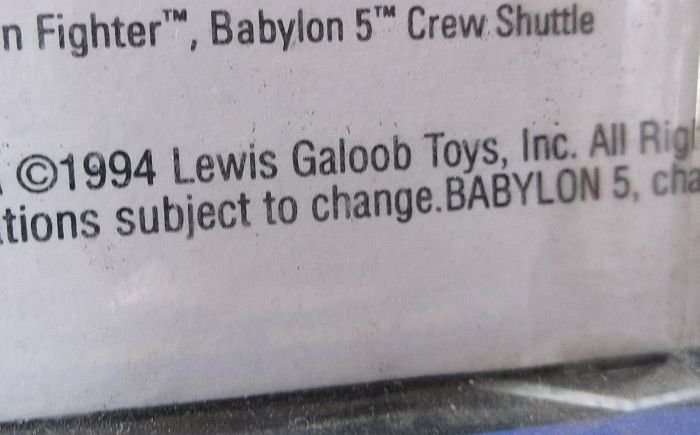 n Fighter™, Babylon 5™ Crew Shuttle
©1994 Lewis Galoob Toys, Inc. All Rig
tions subject to change.BABYLON 5, cha